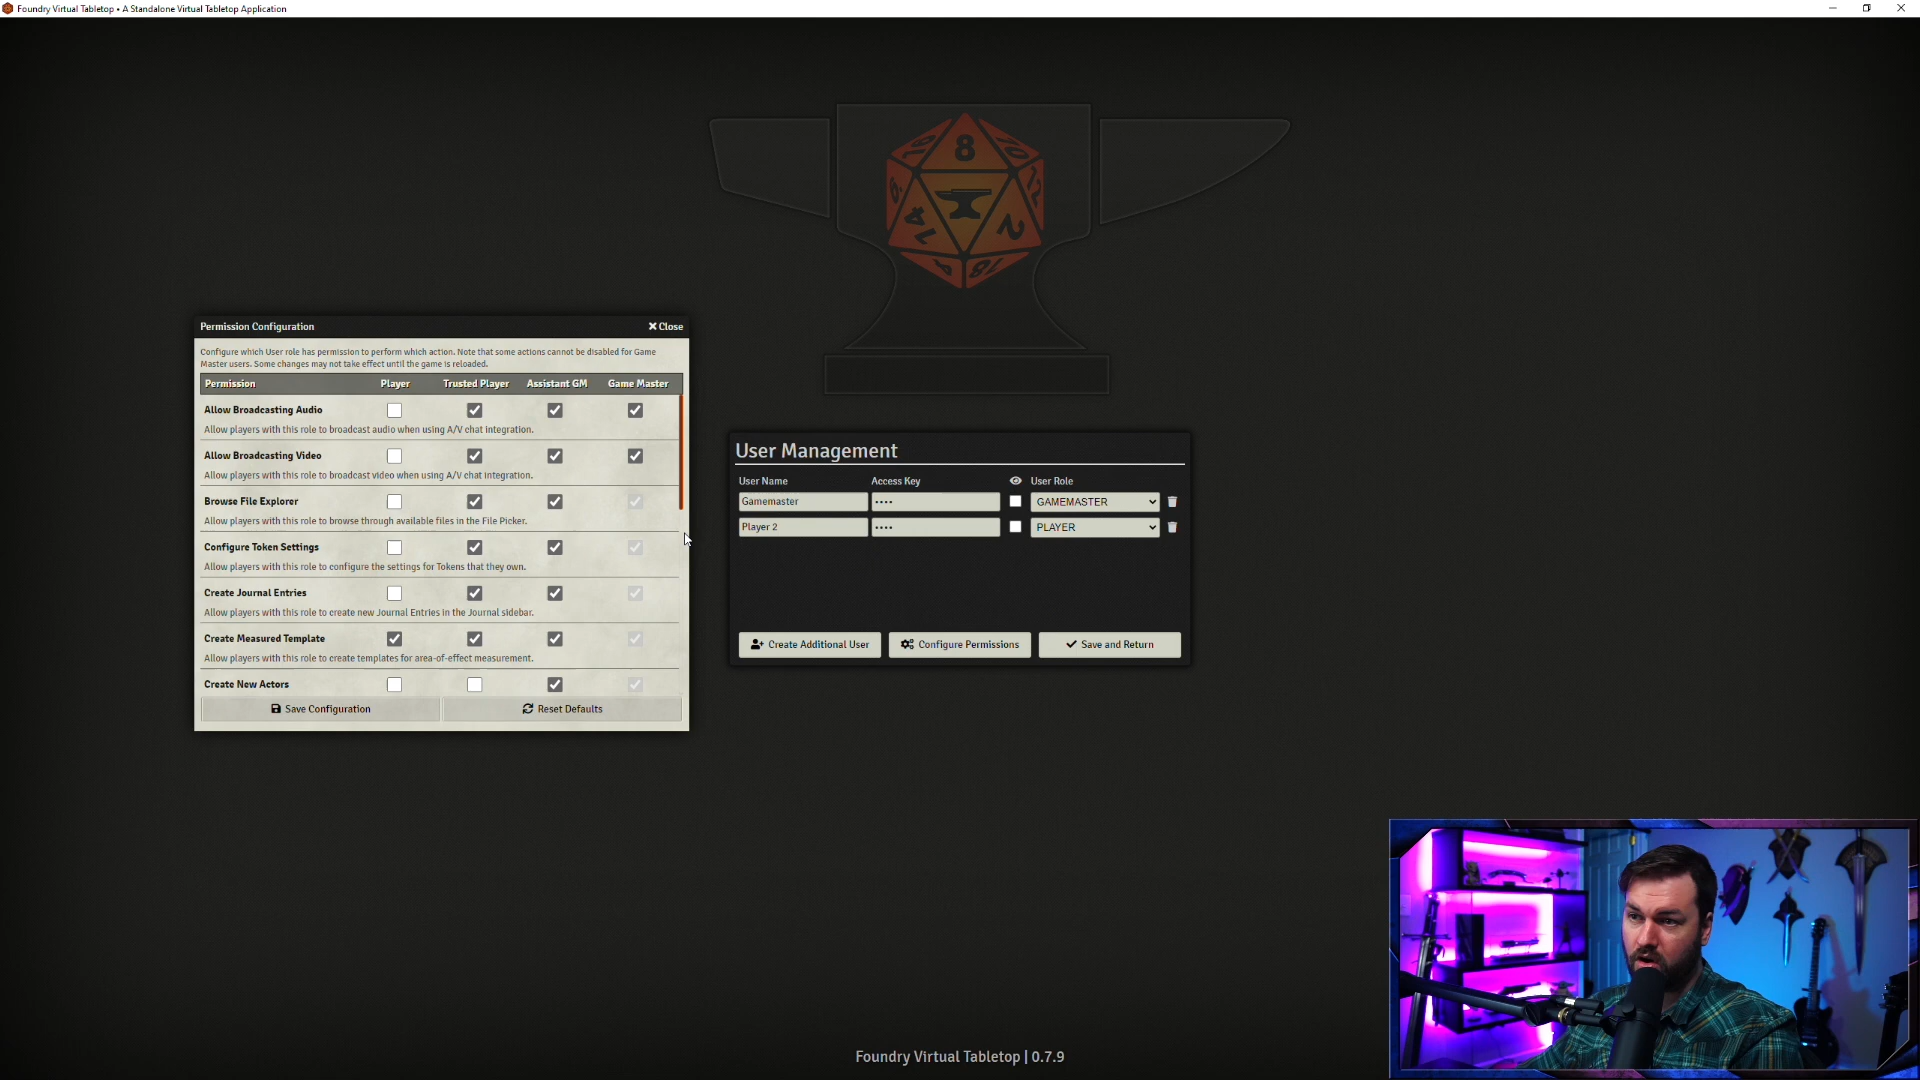 Foundry Virtual Tabletop • A Standalone Virtual Tabletop Application
8
10
12
14
2
Permission Configuration
Close
Configure which User role has permission to perform which action. Note that some actions cannot be disabled for Game
Master users. Some changes may not take effect until the game is reloaded.
Permission Player Trusted Player Assistant GM Game Master
Allow Broadcasting Audio
Allow players with this role to broadcast audio when using A/V chat integration.
Allow Broadcasting Video
Allow players with this role to broadcast video when using A/V chat integration.
Browse File Explorer
Allow players with this role to browse through available files in the File Picker.
Configure Token Settings
Allow players with this role to configure the settings for Tokens that they own.
Create Journal Entries
Allow players with this role to create new Journal Entries in the Journal sidebar.
Create Measured Template
Allow players with this role to create templates for area-of-effect measurement.
Create New Actors
Save Configuration Reset Defaults
User Management
User Name Access Key User Role
Gamemaster •••• GAMEMASTER
Player 2 •••• PLAYER
Create Additional User Configure Permissions Save and Return
Foundry Virtual Tabletop | 0.7.9